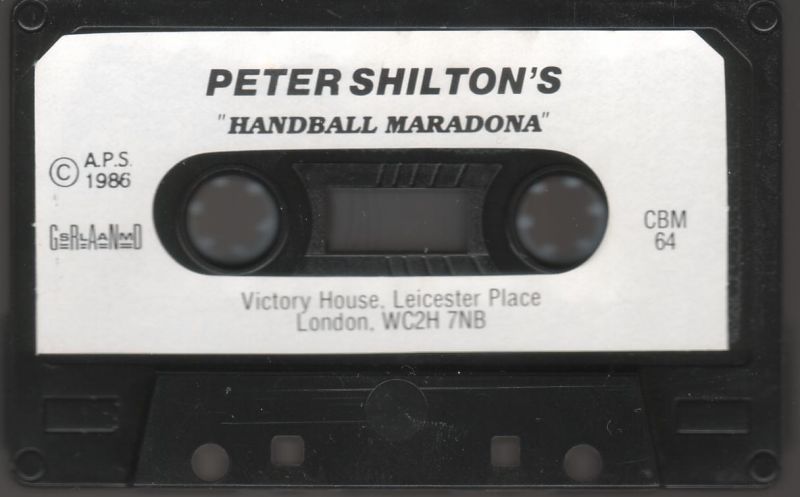 PETER SHILTON'S
"HANDBALL MARADONA"
© A.P.S.
1986
GRAND SLAM
CBM
64
Victory House. Leicester Place
London. WC2H 7NB